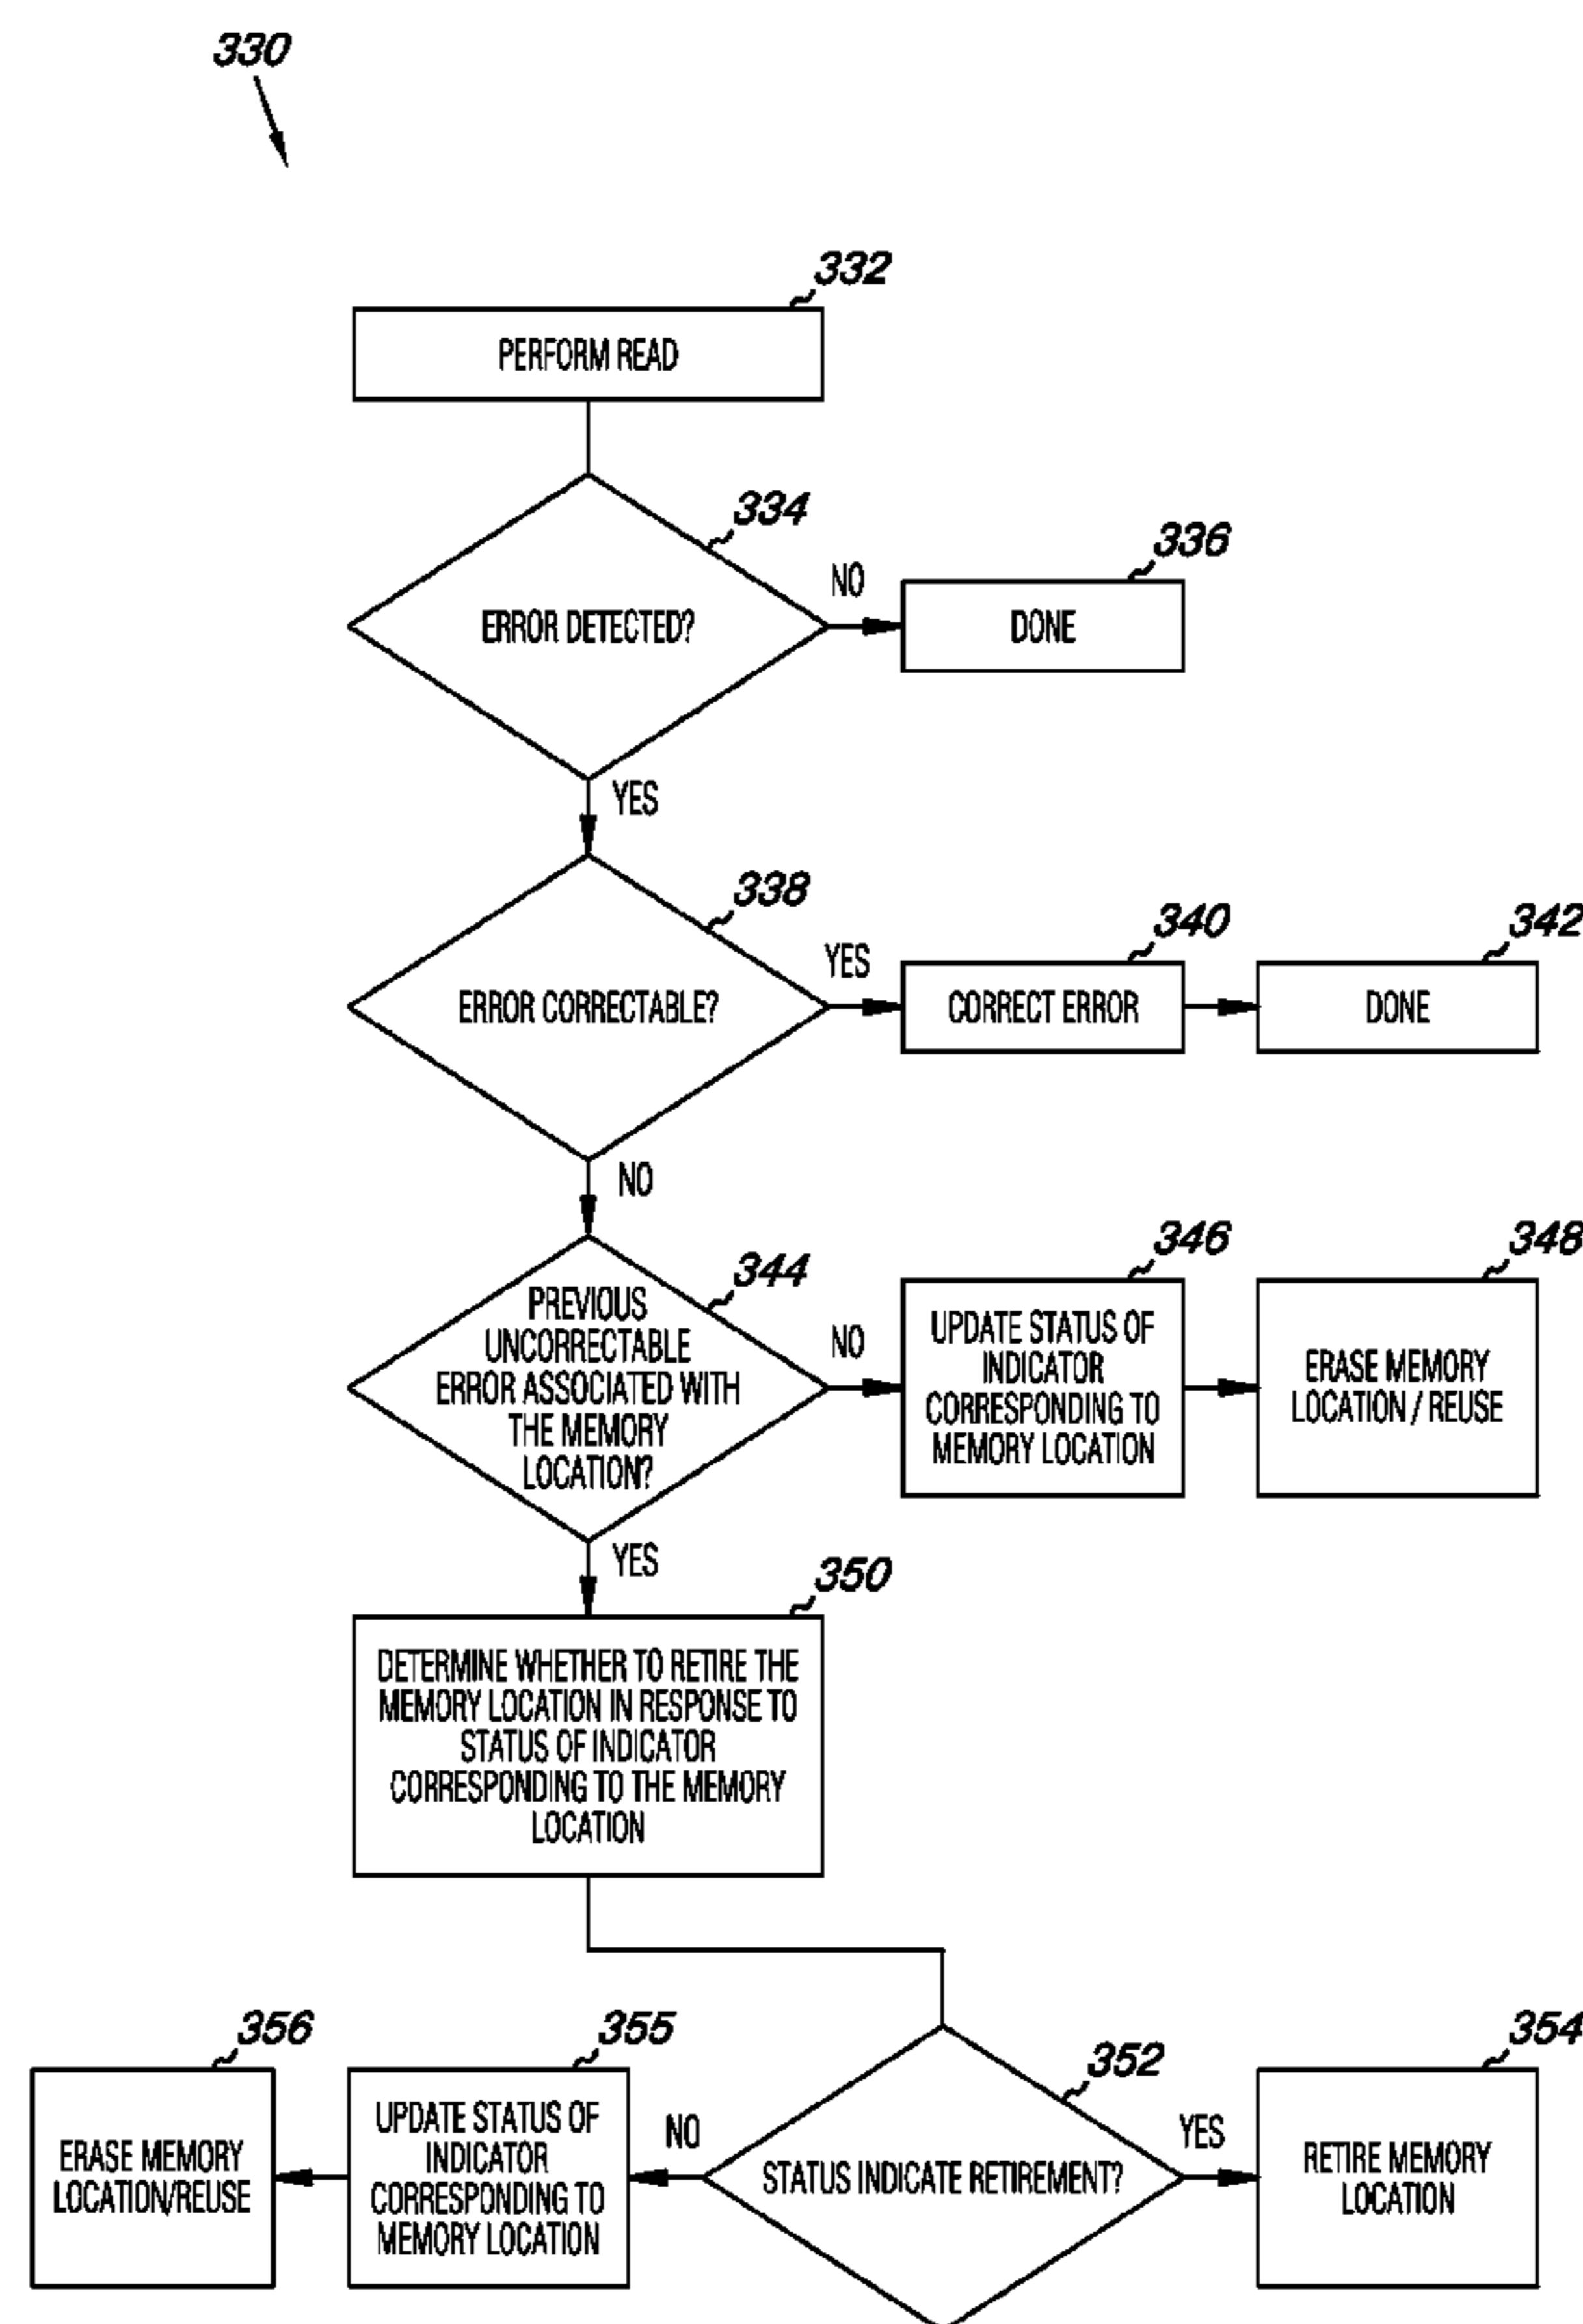 330
332
PERFORM READ
334
ERROR DETECTED?
NO
336
DONE
YES
338
ERROR CORRECTABLE?
YES
340
CORRECT ERROR
342
DONE
NO
344
PREVIOUS
UNCORRECTABLE
ERROR ASSOCIATED WITH
THE MEMORY
LOCATION?
NO
346
UPDATE STATUS OF
INDICATOR
CORRESPONDING TO
MEMORY LOCATION
348
ERASE MEMORY
LOCATION / REUSE
YES
350
DETERMINE WHETHER TO RETIRE THE
MEMORY LOCATION IN RESPONSE TO
STATUS OF INDICATOR
CORRESPONDING TO THE MEMORY
LOCATION
352
STATUS INDICATE RETIREMENT?
YES
354
RETIRE MEMORY
LOCATION
NO
355
UPDATE STATUS OF
INDICATOR
CORRESPONDING TO
MEMORY LOCATION
356
ERASE MEMORY
LOCATION/REUSE